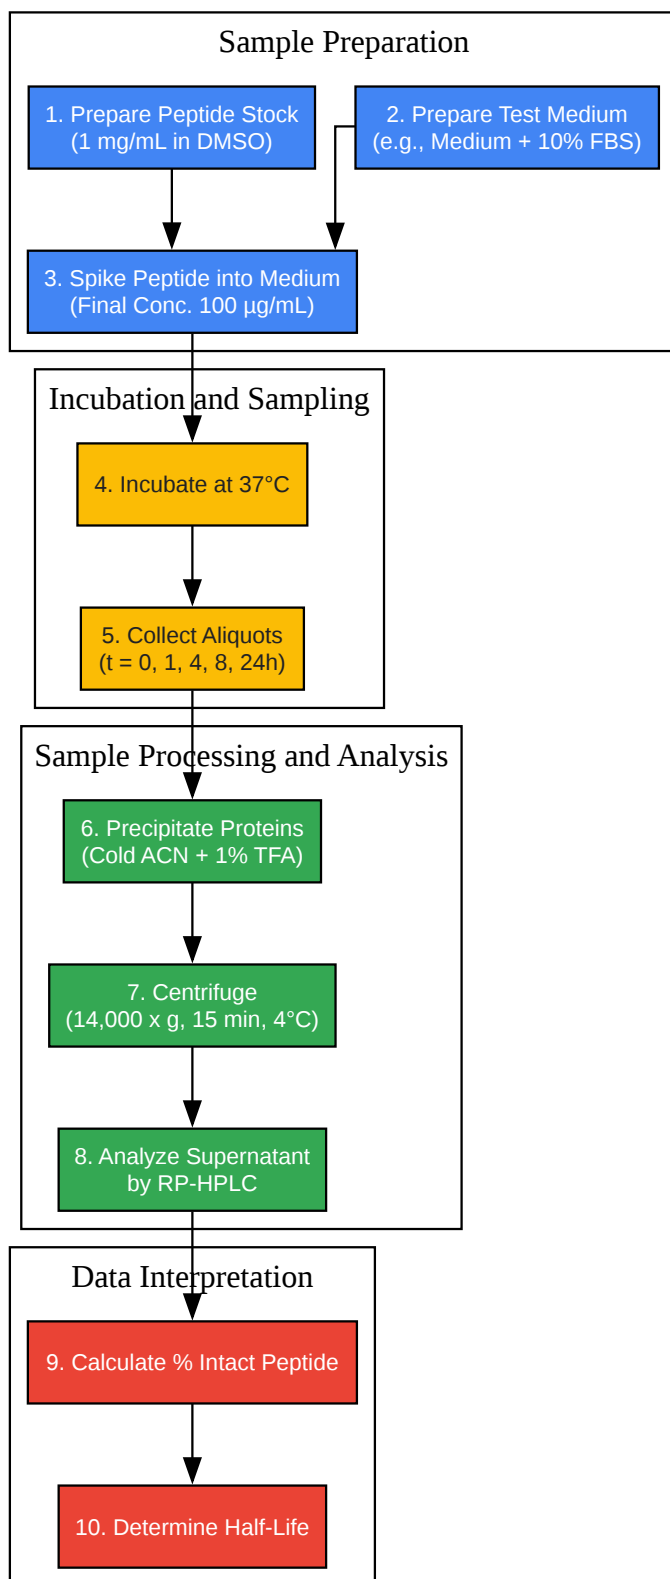 Sample Preparation
1. Prepare Peptide Stock
(1 mg/mL in DMSO)
2. Prepare Test Medium
(e.g., Medium + 10% FBS)
3. Spike Peptide into Medium
(Final Conc. 100 µg/mL)
Incubation and Sampling
4. Incubate at 37°C
5. Collect Aliquots
(t = 0, 1, 4, 8, 24h)
Sample Processing and Analysis
6. Precipitate Proteins
(Cold ACN + 1% TFA)
7. Centrifuge
(14,000 x g, 15 min, 4°C)
8. Analyze Supernatant
by RP-HPLC
Data Interpretation
9. Calculate % Intact Peptide
10. Determine Half-Life